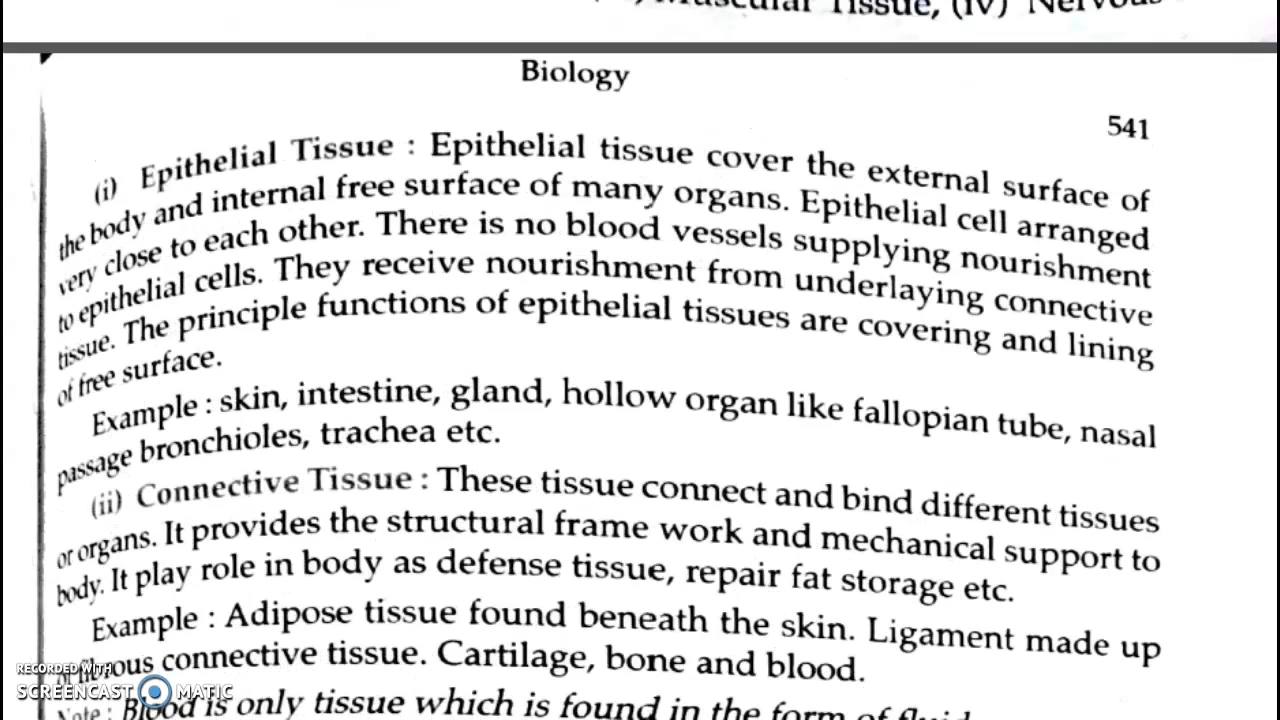 Tissue, (iv) Nervous
Biology
541
(i) Epithelial Tissue : Epithelial tissue cover the external surface of
the body and internal free surface of many organs. Epithelial cell arranged
very close to each other. There is no blood vessels supplying nourishment
to epithelial cells. They receive nourishment from underlaying connective
tissue. The principle functions of epithelial tissues are covering and lining
of free surface.
Example : skin, intestine, gland, hollow organ like fallopian tube, nasal
passage bronchioles, trachea etc.
(ii) Connective Tissue : These tissue connect and bind different tissues
or organs. It provides the structural frame work and mechanical support to
body. It play role in body as defense tissue, repair fat storage etc.
Example : Adipose tissue found beneath the skin. Ligament made up
connective tissue. Cartilage, bone and blood.
Note : Blood is only tissue which is found in the form of fluid
RECORDED WITH
SCREENCAST MATIC